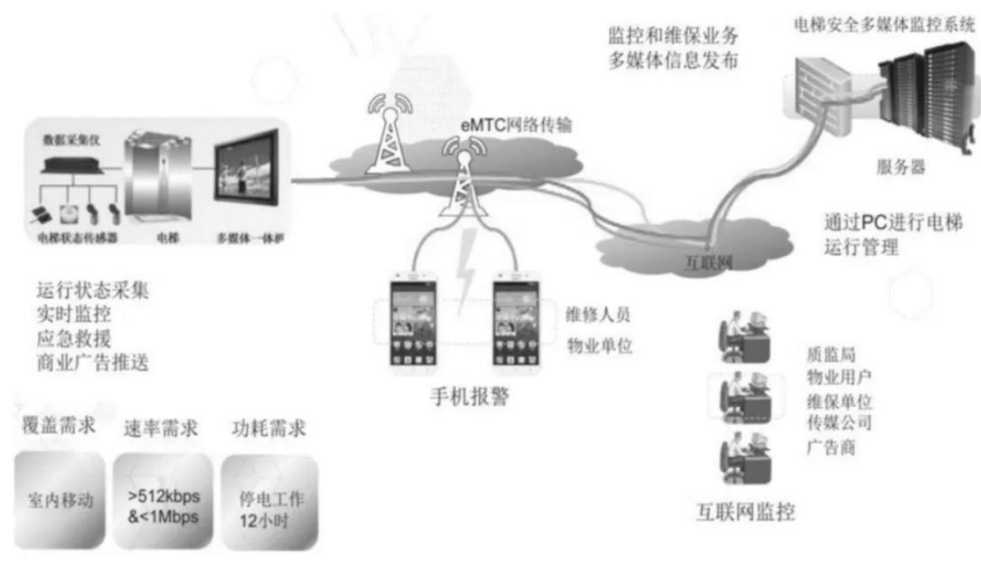 监控和维保业务
多媒体信息发布
电梯安全多媒体监控系统
数据采集仪
eMTC网络传输
服务器
电梯状态传感器
电梯
多媒体一体机
通过PC进行电梯
运行管理
互联网
运行状态采集
实时监控
应急救援
商业广告推送
维修人员
物业单位
手机报警
质监局
物业用户
维保单位
传媒公司
广告商
互联网监控
覆盖需求
速率需求
功耗需求
室内移动
>512kbps
&<1Mbps
停电工作
12小时